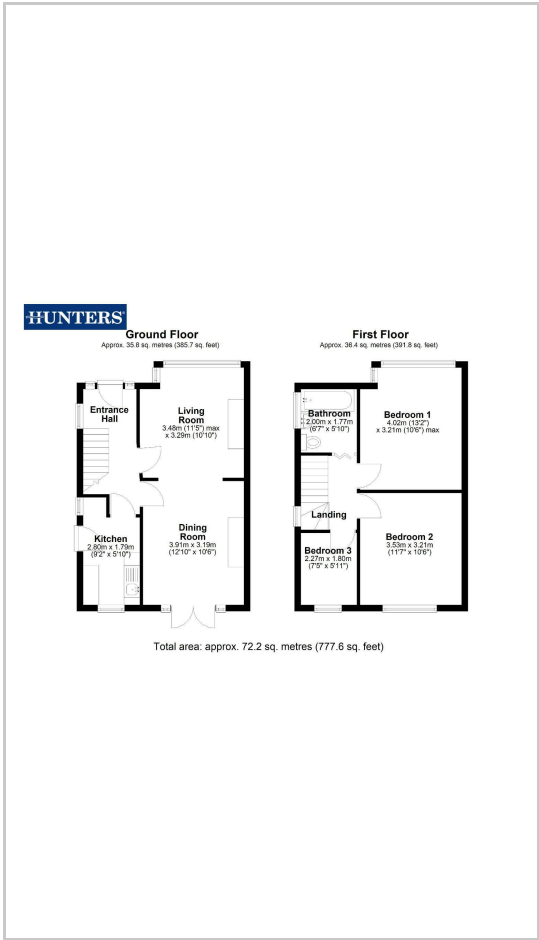 HUNTERS
Ground Floor
Approx. 35.8 sq. metres (385.7 sq. feet)
Entrance
Hall
Living
Room
3.48m (11'5") max
x 3.29m (10'10")
Kitchen
2.80m x 1.79m
(9'2" x 5'10")
Dining
Room
3.91m x 3.19m
(12'10" x 10'6")
First Floor
Approx. 36.4 sq. metres (391.8 sq. feet)
Bathroom
2.00m x 1.77m
(6'7" x 5'10")
Bedroom 1
4.02m (13'2")
x 3.21m (10'6") max
Landing
Bedroom 2
3.53m x 3.21m
(11'7" x 10'6")
Bedroom 3
2.27m x 1.80m
(7'5" x 5'11")
Total area: approx. 72.2 sq. metres (777.6 sq. feet)